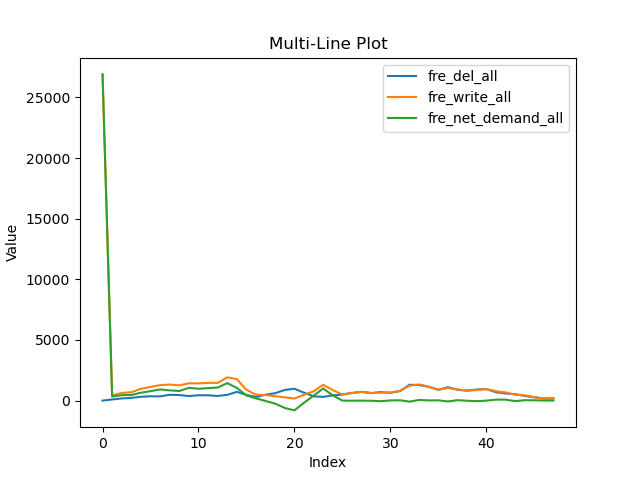 Multi-Line Plot
fre_del_all
fre_write_all
fre_net_demand_all
25000
20000
15000
10000
5000
0
Value
0 10 20 30 40
Index